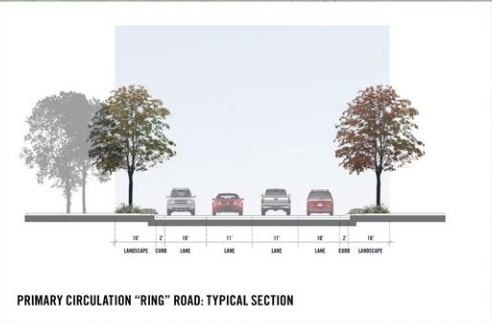 10' 2' 10' 11' 11' 10' 2' 10'
LANDSCAPE CURB LANE LANE LANE LANE CURB LANDSCAPE
PRIMARY CIRCULATION “RING” ROAD: TYPICAL SECTION